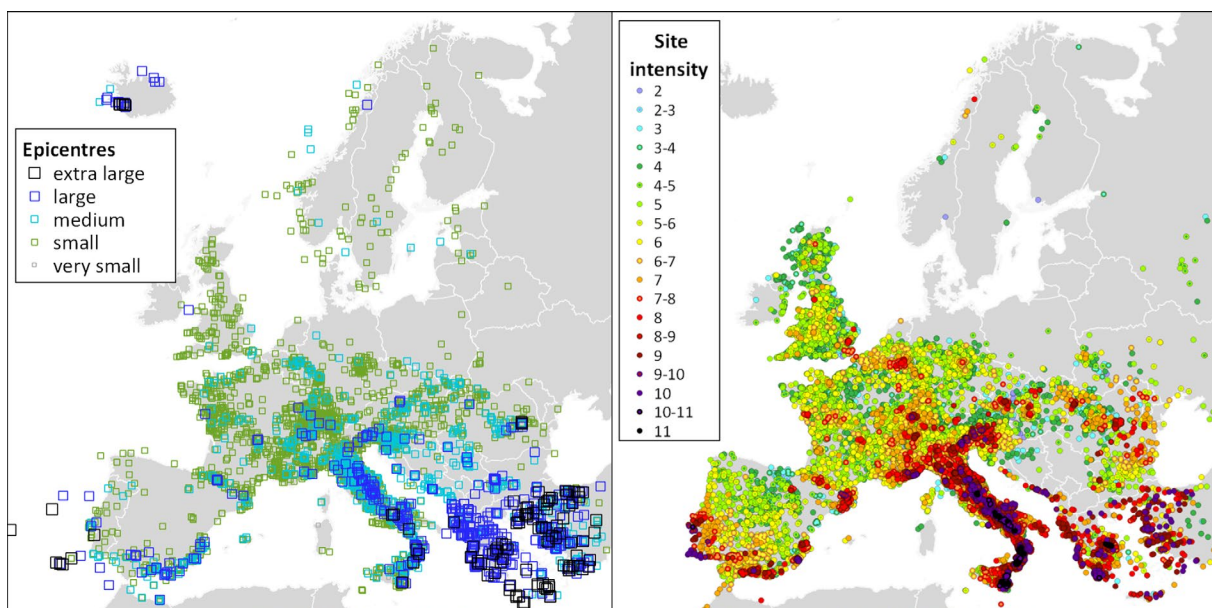 Epicentres
extra large
large
medium
small
very small
Site
intensity
2
2-3
3
3-4
4
4-5
5
5-6
6
6-7
7
7-8
8
8-9
9
9-10
10
10-11
11